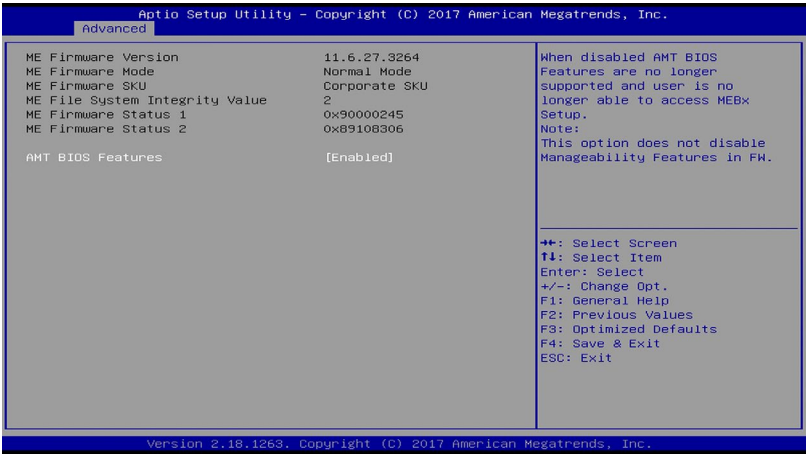 Aptio Setup Utility – Copyright (C) 2017 American Megatrends, Inc.
Advanced
ME Firmware Version 11.6.27.3264
ME Firmware Mode Normal Mode
ME Firmware SKU Corporate SKU
ME File System Integrity Value 2
ME Firmware Status 1 0x90000245
ME Firmware Status 2 0x89108306
AMT BIOS Features [Enabled]
When disabled AMT BIOS
Features are no longer
supported and user is no
longer able to access MEBx
Setup.
Note:
This option does not disable
Manageability Features in FW.
→←: Select Screen
↑↓: Select Item
Enter: Select
+/-: Change Opt.
F1: General Help
F2: Previous Values
F3: Optimized Defaults
F4: Save & Exit
ESC: Exit
Version 2.18.1263. Copyright (C) 2017 American Megatrends, Inc.